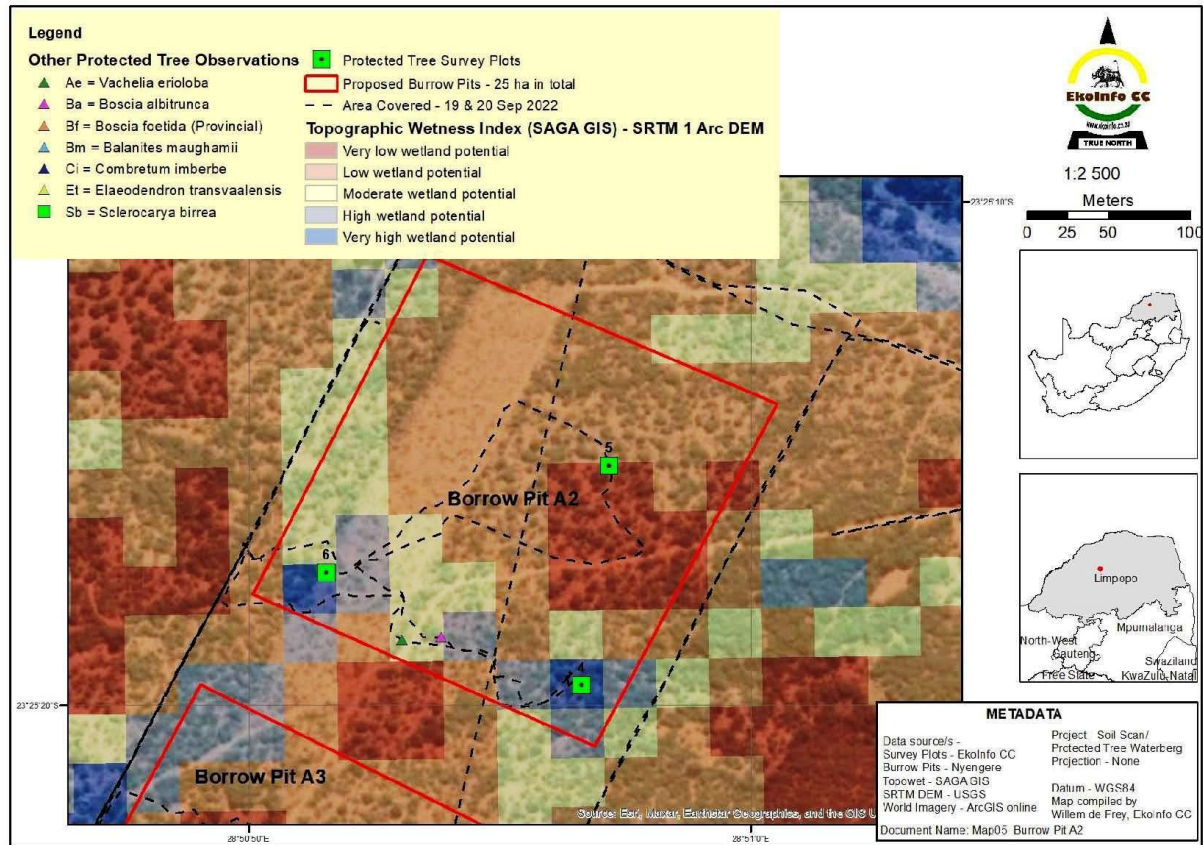 Legend
Other Protected Tree Observations
Ae = Vachelia erioloba
Ba = Boscia albitrunca
Bf = Boscia foetida (Provincial)
Bm = Balanites maughamii
Ci = Combretum imberbe
Et = Elaeodendron transvaalensis
Sb = Sclerocarya birrea
Protected Tree Survey Plots
Proposed Burrow Pits - 25 ha in total
Area Covered - 19 & 20 Sep 2022
Topographic Wetness Index (SAGA GIS) - SRTM 1 Arc DEM
Very low wetland potential
Low wetland potential
Moderate wetland potential
High wetland potential
Very high wetland potential
EkoInfo CC
www.ekoinfo.co.za
TRUE NORTH
1:2 500
Meters
0 25 50 100
23°25'10"S
5
Borrow Pit A2
6
4
23°25'20"S
Borrow Pit A3
Source: Esri, Maxar, Earthstar Geographics, and the GIS U
28°50'0"E
28°51'0"E
Limpopo
Mpumalanga
North-West
Gauteng
Swaziland
Free State
KwaZulu-Natal
METADATA
Data source/s -
Survey Plots - EkoInfo CC
Burrow Pits - Nyengere
Topowet - SAGA GIS
SRTM DEM - USGS
World Imagery - ArcGIS online
Project Soil Scan/
Protected Tree Waterberg
Projection - None
Datum - WGS84
Map compiled by
Willem de Frey, EkoInfo CC
Document Name: Map05 Burrow Pit A2